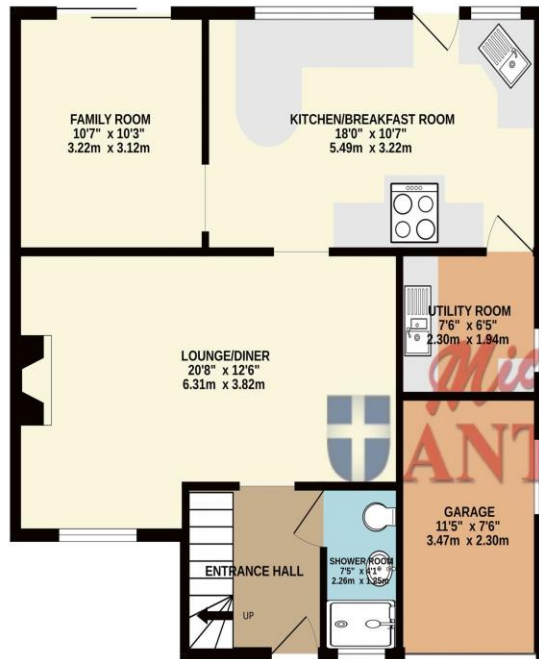 FAMILY ROOM
10'7" x 10'3"
3.22m x 3.12m
KITCHEN/BREAKFAST ROOM
18'0" x 10'7"
5.49m x 3.22m
LOUNGE/DINER
20'8" x 12'6"
6.31m x 3.82m
UTILITY ROOM
7'6" x 6'5"
2.30m x 1.94m
Mic
ANT
GARAGE
11'5" x 7'6"
3.47m x 2.30m
SHOWER ROOM
7'5" x 4'1"
2.26m x 1.25m
ENTRANCE HALL
UP